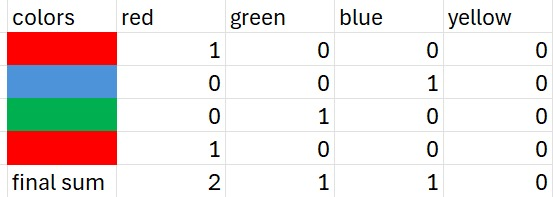 colors red green blue yellow
1 0 0 0
0 0 1 0
0 1 0 0
1 0 0 0
final sum 2 1 1 0